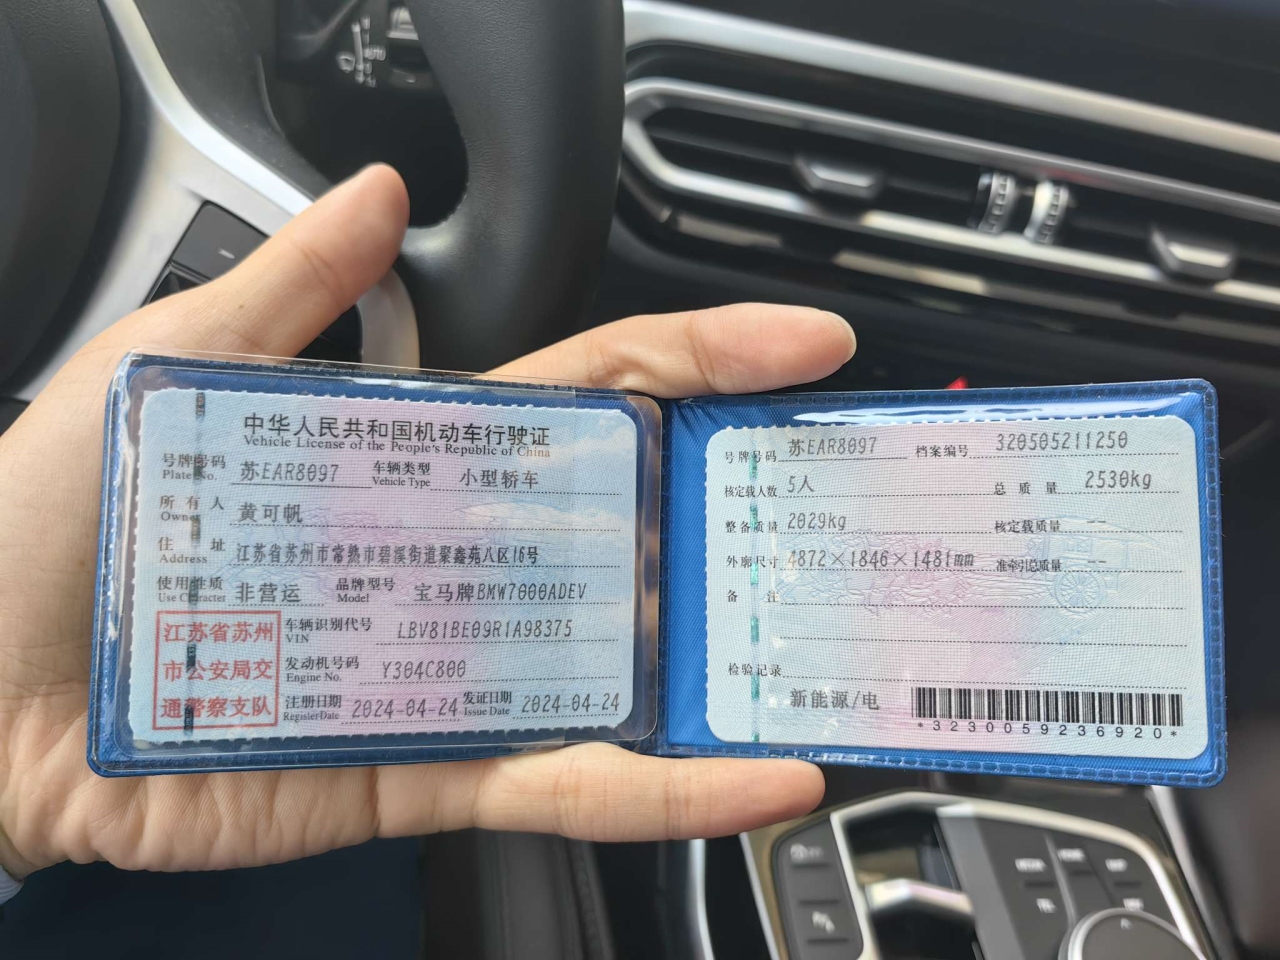 中华人民共和国机动车行驶证
Vehicle License of the People's Republic of China
号牌号码 苏EAR8097 车辆类型 小型轿车
Plate No. Vehicle Type
所有人 黄可帆
Owner
住址 江苏省苏州市常熟市碧溪街道聚鑫苑八区16号
Address
使用性质 非营运 品牌型号 宝马牌BMW7000ADEV
Use Character Model
江苏省苏州
市公安局交
通警察支队
车辆识别代号 LBV81BE09R1A98375
VIN
发动机号码 Y304C800
Engine No.
注册日期 2024-04-24 发证日期 2024-04-24
Register Date Issue Date
号牌号码 苏EAR8097 档案编号 320505211250
核定载人数 5人 总质量 2530kg
整备质量 2029kg 核定载质量 --
外廓尺寸 4872×1846×1481mm 准牵引总质量 --
备注
检验记录
新能源/电
*3230059236920*
AUTO